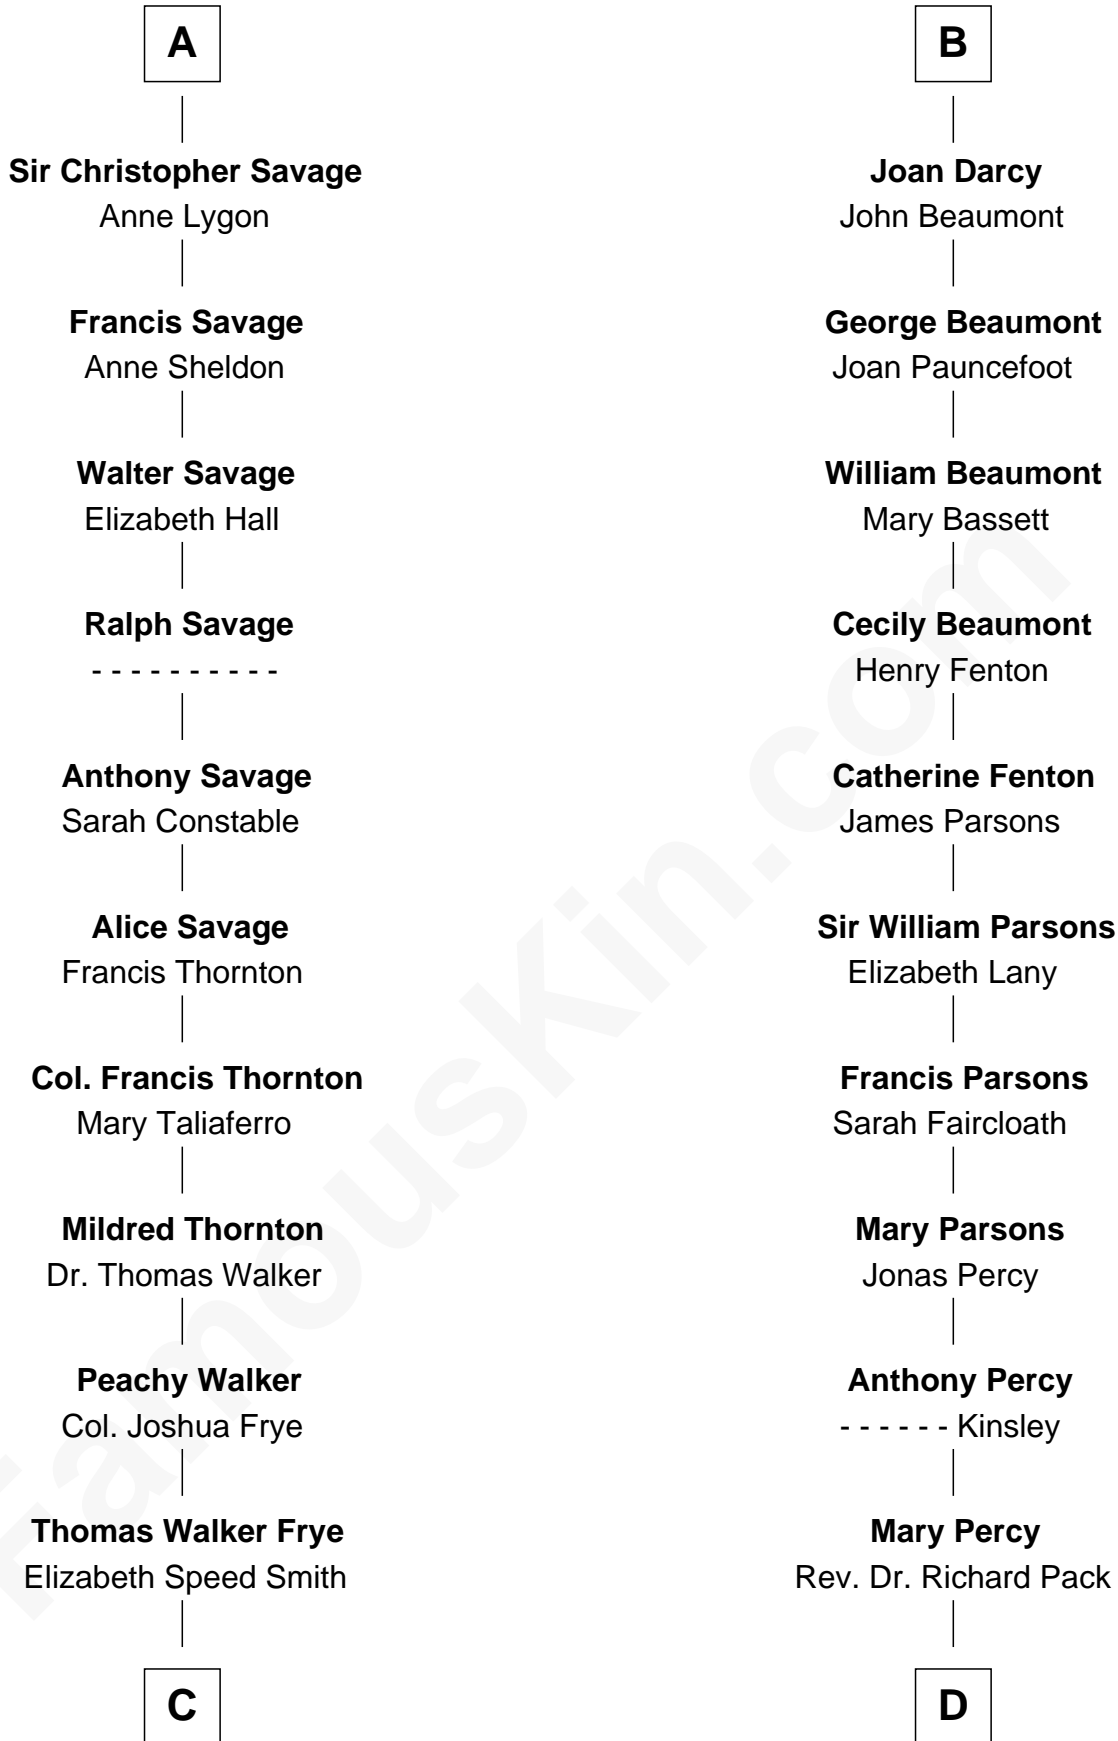 A
Sir Christopher Savage
Anne Lygon
Francis Savage
Anne Sheldon
Walter Savage
Elizabeth Hall
Ralph Savage
- - - - - - - - - -
Anthony Savage
Sarah Constable
Alice Savage
Francis Thornton
Col. Francis Thornton
Mary Taliaferro
Mildred Thornton
Dr. Thomas Walker
Peachy Walker
Col. Joshua Frye
Thomas Walker Frye
Elizabeth Speed Smith
C
B
Joan Darcy
John Beaumont
George Beaumont
Joan Pauncefoot
William Beaumont
Mary Bassett
Cecily Beaumont
Henry Fenton
Catherine Fenton
James Parsons
Sir William Parsons
Elizabeth Lany
Francis Parsons
Sarah Faircloath
Mary Parsons
Jonas Percy
Anthony Percy
- - - - - - Kinsley
Mary Percy
Rev. Dr. Richard Pack
D
FamousKin.com